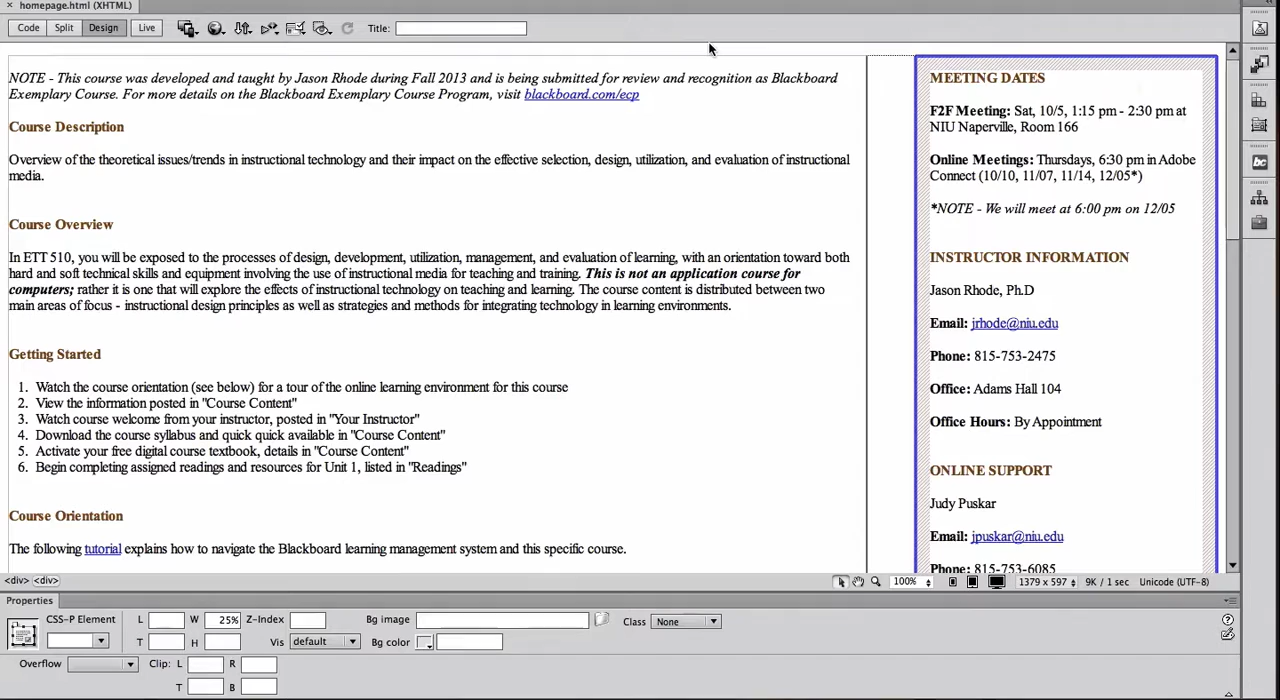 homepage.html (XHTML)
Code Split Design Live Title:
NOTE - This course was developed and taught by Jason Rhode during Fall 2013 and is being submitted for review and recognition as Blackboard
Exemplary Course. For more details on the Blackboard Exemplary Course Program, visit blackboard.com/ecp
Course Description
Overview of the theoretical issues/trends in instructional technology and their impact on the effective selection, design, utilization, and evaluation of instructional
media.
Course Overview
In ETT 510, you will be exposed to the processes of design, development, utilization, management, and evaluation of learning, with an orientation toward both
hard and soft technical skills and equipment involving the use of instructional media for teaching and training. This is not an application course for
computers; rather it is one that will explore the effects of instructional technology on teaching and learning. The course content is distributed between two
main areas of focus - instructional design principles as well as strategies and methods for integrating technology in learning environments.
Getting Started
1. Watch the course orientation (see below) for a tour of the online learning environment for this course
2. View the information posted in "Course Content"
3. Watch course welcome from your instructor, posted in "Your Instructor"
4. Download the course syllabus and quick quick available in "Course Content"
5. Activate your free digital course textbook, details in "Course Content"
6. Begin completing assigned readings and resources for Unit 1, listed in "Readings"
Course Orientation
The following tutorial explains how to navigate the Blackboard learning management system and this specific course.
MEETING DATES
F2F Meeting: Sat, 10/5, 1:15 pm - 2:30 pm at
NIU Naperville, Room 166
Online Meetings: Thursdays, 6:30 pm in Adobe
Connect (10/10, 11/07, 11/14, 12/05*)
*NOTE - We will meet at 6:00 pm on 12/05
INSTRUCTOR INFORMATION
Jason Rhode, Ph.D
Email: jrhode@niu.edu
Phone: 815-753-2475
Office: Adams Hall 104
Office Hours: By Appointment
ONLINE SUPPORT
Judy Puskar
Email: jpuskar@niu.edu
Phone: 815-753-6085
bc
<div> <div> 100% 1379 x 597 9K / 1 sec Unicode (UTF-8)
Properties
CSS-P Element L W 25% Z-Index Bg image Class None
T H Vis default Bg color
Overflow Clip: L R
T B